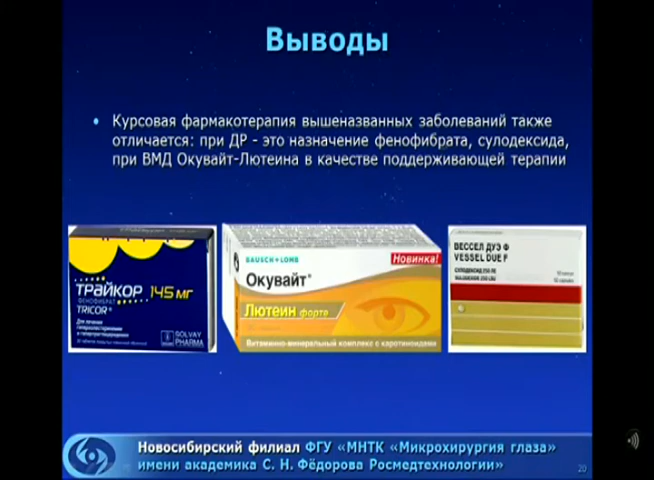 Выводы
Курсовая фармакотерапия вышеназванных заболеваний также
отличается: при ДР - это назначение фенофибрата, сулодексида,
при ВМД Окувайт-Лютеина в качестве поддерживающей терапии
ТРАЙКОР 145 мг
ФЕНОФИБРАТ
TRICOR®
SOLVAY
PHARMA
BAUSCH + LOMB
Новинка!
Окувайт®
Лютеин форте
Витаминно-минеральный комплекс с каротиноидами
ВЕССЕЛ ДУЭ Ф
VESSEL DUE F
Новосибирский филиал ФГУ «МНТК «Микрохирургия глаза»
имени академика С. Н. Фёдорова Росмедтехнологии»
20